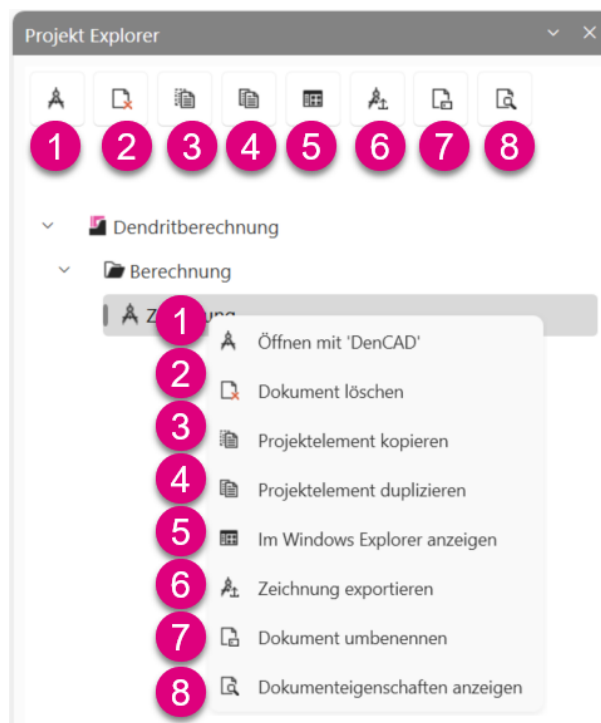 Projekt Explorer
1 2 3 4 5 6 7 8
Dendritberechnung
Berechnung
1
Öffnen mit 'DenCAD'
2
Dokument löschen
3
Projektelement kopieren
4
Projektelement duplizieren
5
Im Windows Explorer anzeigen
6
Zeichnung exportieren
7
Dokument umbenennen
8
Dokumenteigenschaften anzeigen